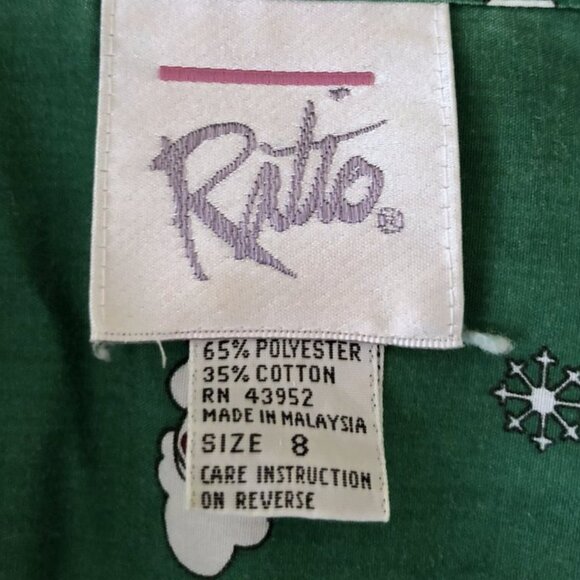 Ratio®
65% POLYESTER
35% COTTON
RN 43952
MADE IN MALAYSIA
SIZE 8
CARE INSTRUCTION
ON REVERSE